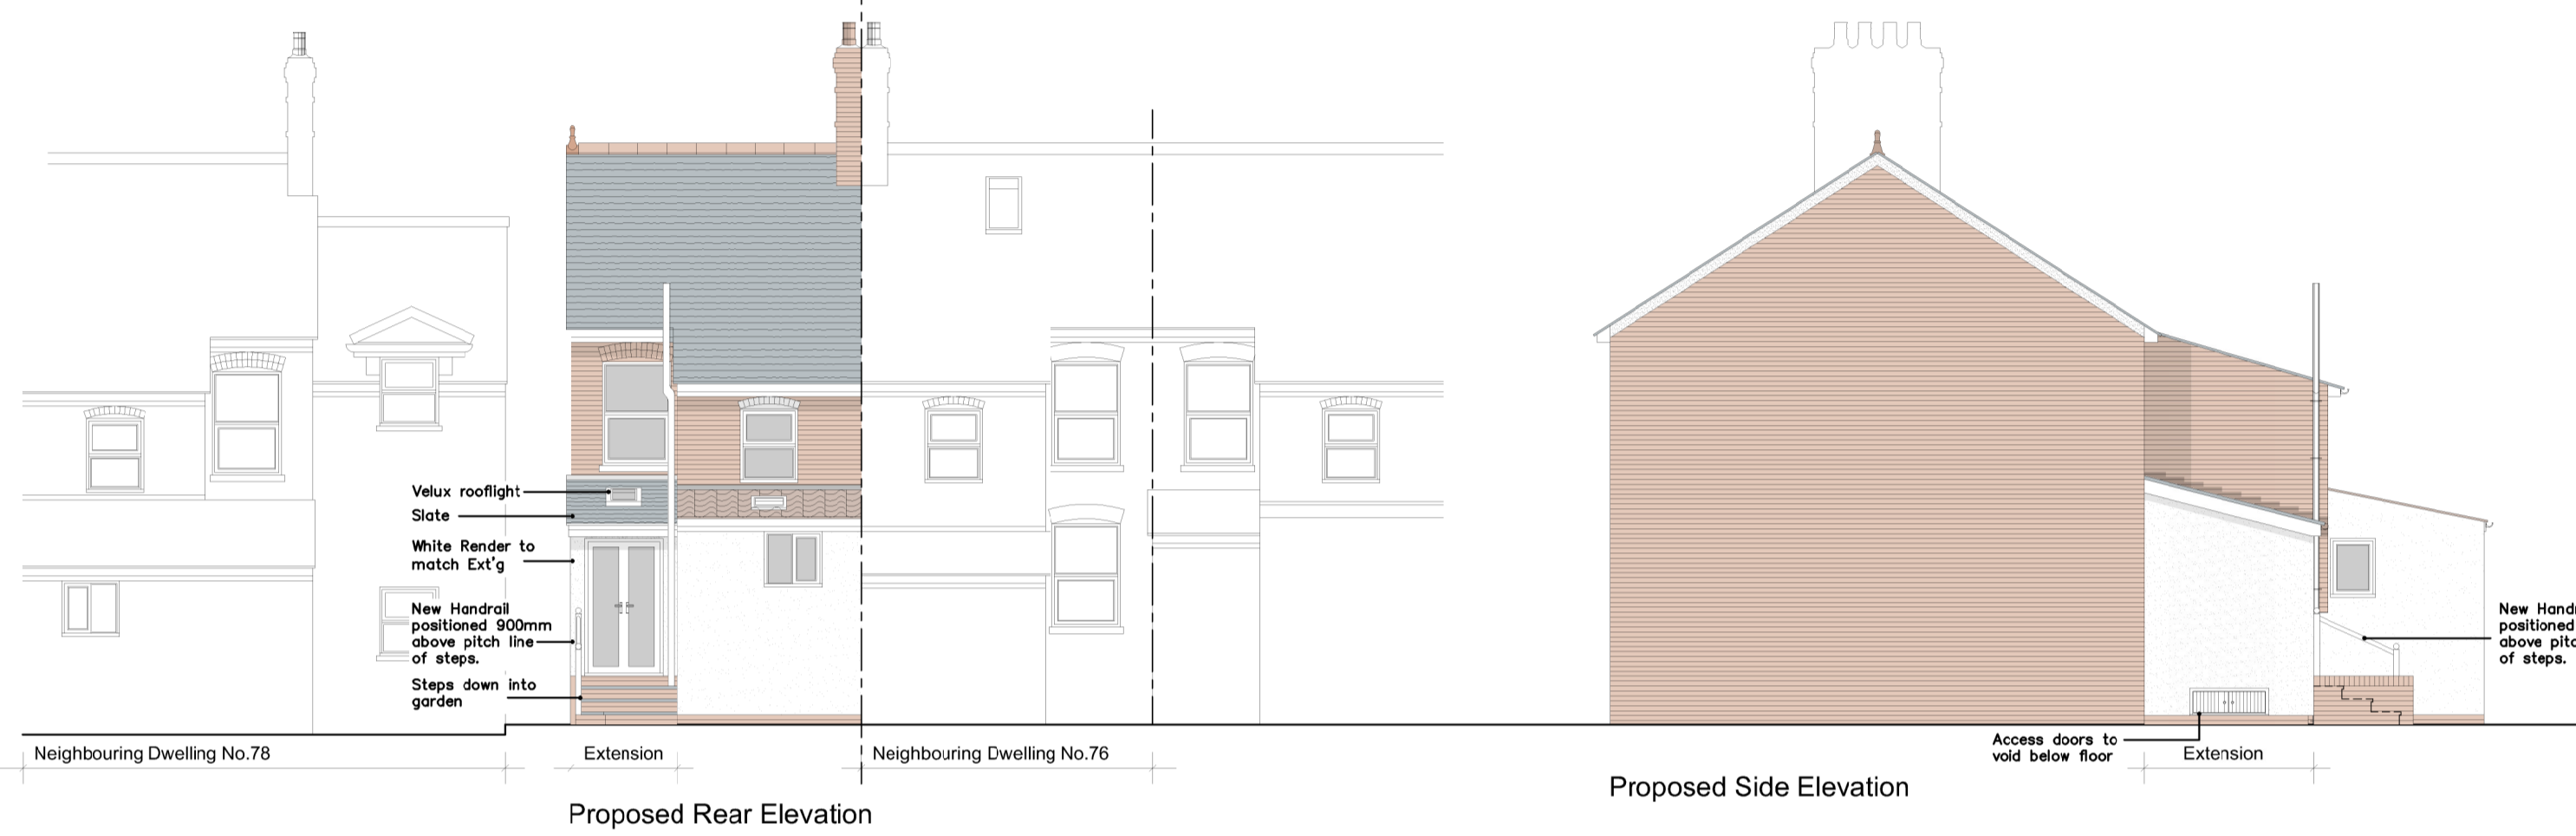 Velux rooflight
Slate
White Render to
match Ext'g
New Handrail
positioned 900mm
above pitch line
of steps.
Steps down into
garden
Neighbouring Dwelling No.78
Extension
Neighbouring Dwelling No.76
Proposed Rear Elevation
New Handr
positioned
above pitc
of steps.
Access doors to
void below floor
Extension
Proposed Side Elevation